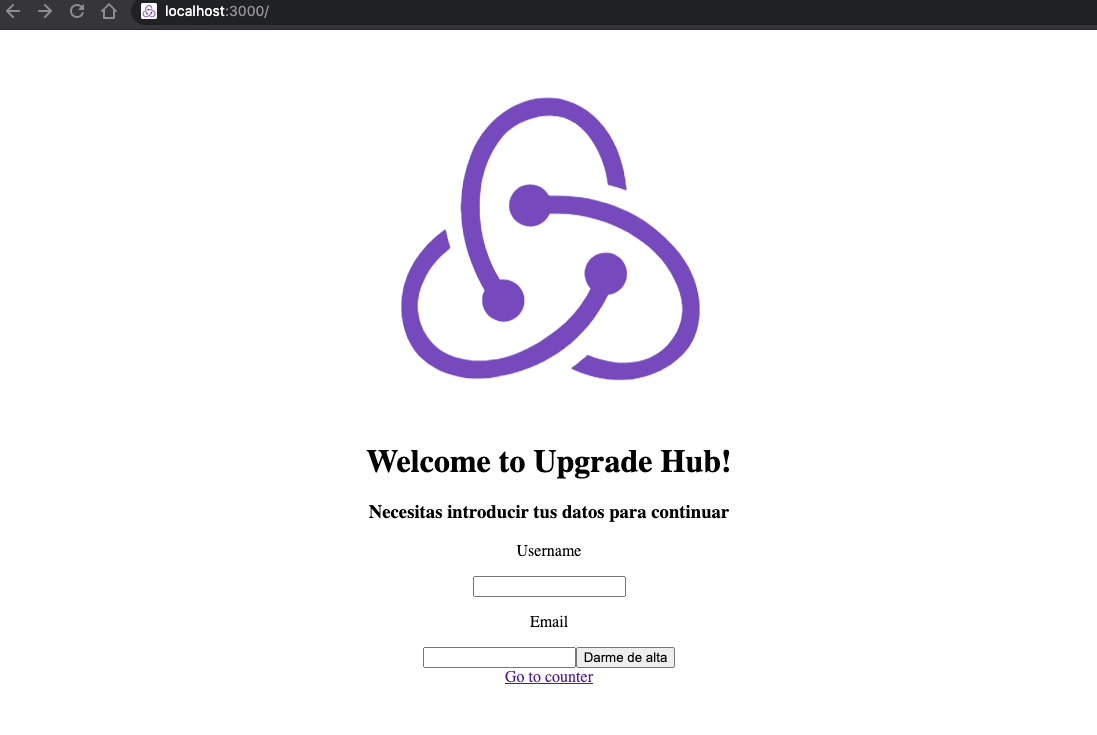 localhost:3000/
Welcome to Upgrade Hub!
Necesitas introducir tus datos para continuar
Username
Email
Darme de alta
Go to counter